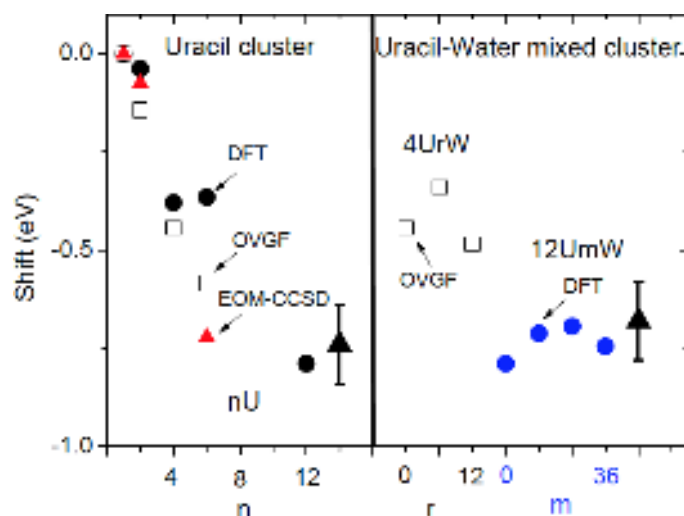 Uracil cluster
Uracil-Water mixed cluster
0.0
-0.5
-1.0
Shift (eV)
DFT
OVGF
EOM-CCSD
nU
4UrW
OVGF
12UmW
DFT
4 8 12
n
0 12 0 36
r m